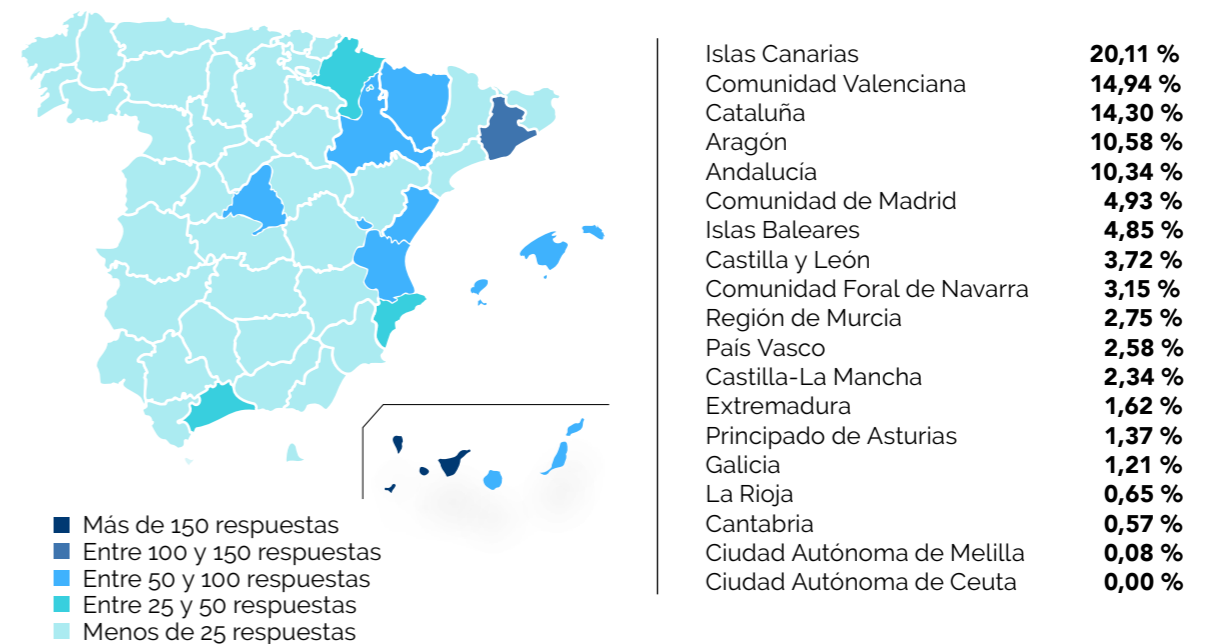 Islas Canarias 20,11 %
Comunidad Valenciana 14,94 %
Cataluña 14,30 %
Aragón 10,58 %
Andalucía 10,34 %
Comunidad de Madrid 4,93 %
Islas Baleares 4,85 %
Castilla y León 3,72 %
Comunidad Foral de Navarra 3,15 %
Región de Murcia 2,75 %
País Vasco 2,58 %
Castilla-La Mancha 2,34 %
Extremadura 1,62 %
Principado de Asturias 1,37 %
Galicia 1,21 %
La Rioja 0,65 %
Cantabria 0,57 %
Ciudad Autónoma de Melilla 0,08 %
Ciudad Autónoma de Ceuta 0,00 %
Más de 150 respuestas
Entre 100 y 150 respuestas
Entre 50 y 100 respuestas
Entre 25 y 50 respuestas
Menos de 25 respuestas